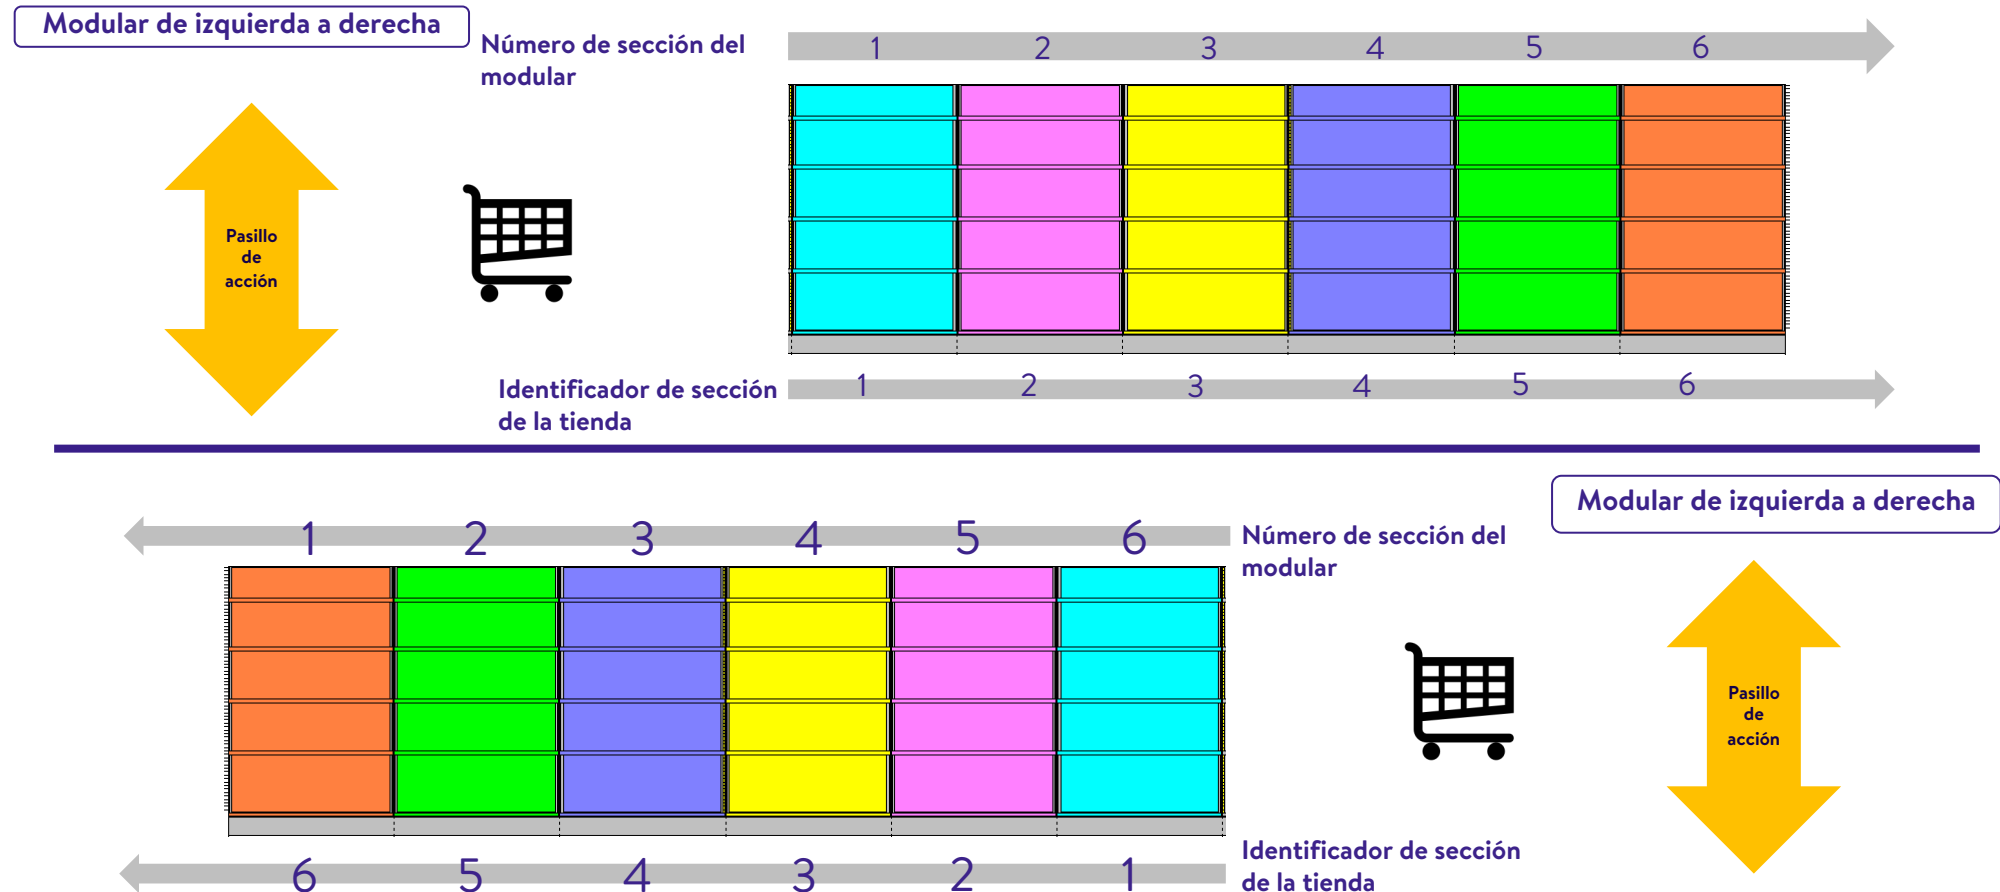 Modular de izquierda a derecha
Número de sección del
modular
1 2 3 4 5 6
Pasillo
de
acción
Identificador de sección
de la tienda
1 2 3 4 5 6
Modular de izquierda a derecha
1 2 3 4 5 6
Número de sección del
modular
Pasillo
de
acción
6 5 4 3 2 1
Identificador de sección
de la tienda